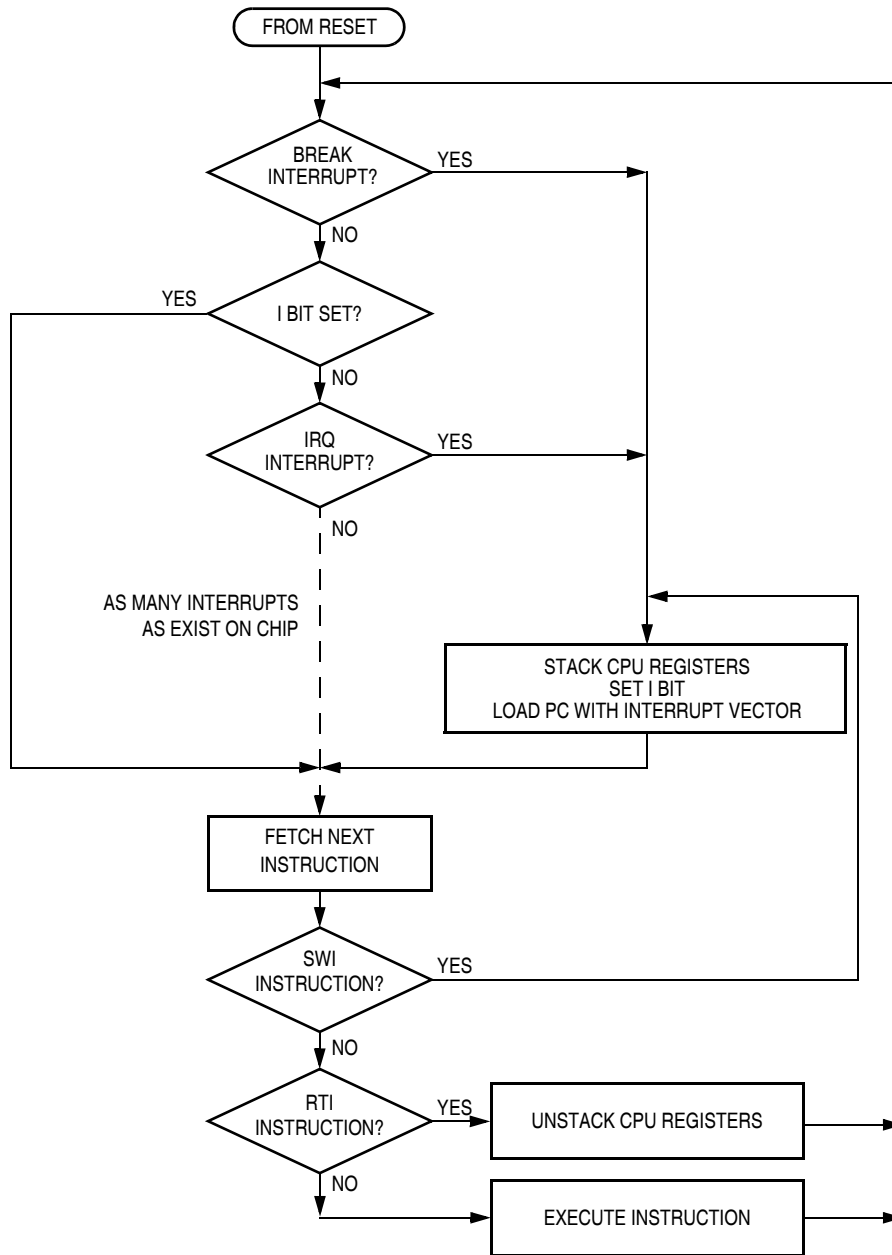 FROM RESET
BREAK
INTERRUPT?
YES
NO
YES
I BIT SET?
NO
IRQ
INTERRUPT?
YES
NO
AS MANY INTERRUPTS
AS EXIST ON CHIP
STACK CPU REGISTERS
SET I BIT
LOAD PC WITH INTERRUPT VECTOR
FETCH NEXT
INSTRUCTION
SWI
INSTRUCTION?
YES
NO
RTI
INSTRUCTION?
YES
UNSTACK CPU REGISTERS
NO
EXECUTE INSTRUCTION